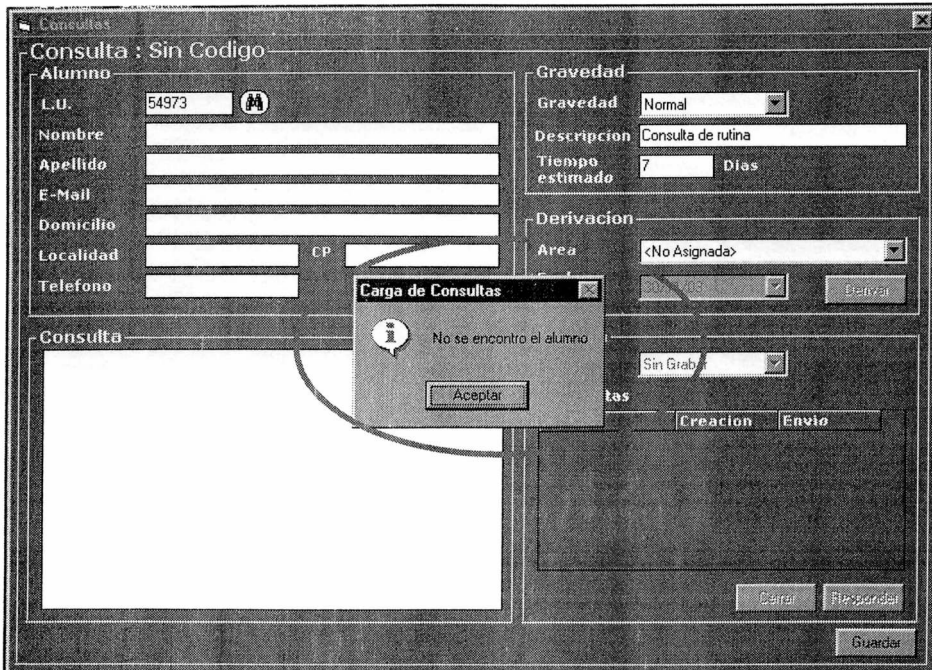 Consultas
Consulta : Sin Codigo
Alumno
L.U. 54973
Nombre
Apellido
E-Mail
Domicilio
Localidad CP
Telefono
Gravedad
Gravedad Normal
Descripcion Consulta de rutina
Tiempo estimado 7 Dias
Derivacion
Area <No Asignada>
Derivar
Carga de Consultas
No se encontro el alumno
Aceptar
Consulta
Sin Grabar
Creacion Envio
Cerrar Responder
Guardar